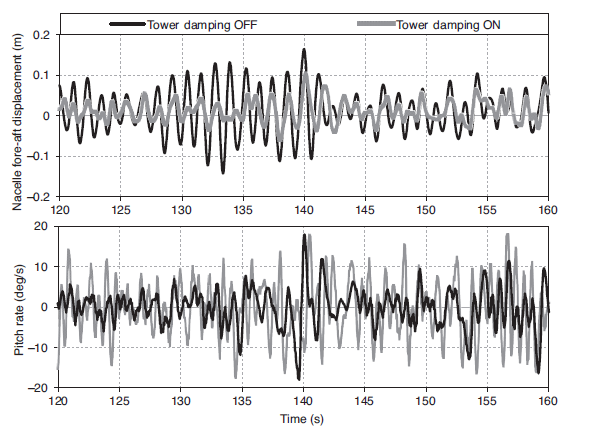 Tower damping OFF Tower damping ON
Nacelle fore-aft displacement (m)
0.2
0.1
0
–0.1
–0.2
120 125 130 135 140 145 150 155 160
Pitch rate (deg/s)
20
10
0
–10
–20
120 125 130 135 140 145 150 155 160
Time (s)